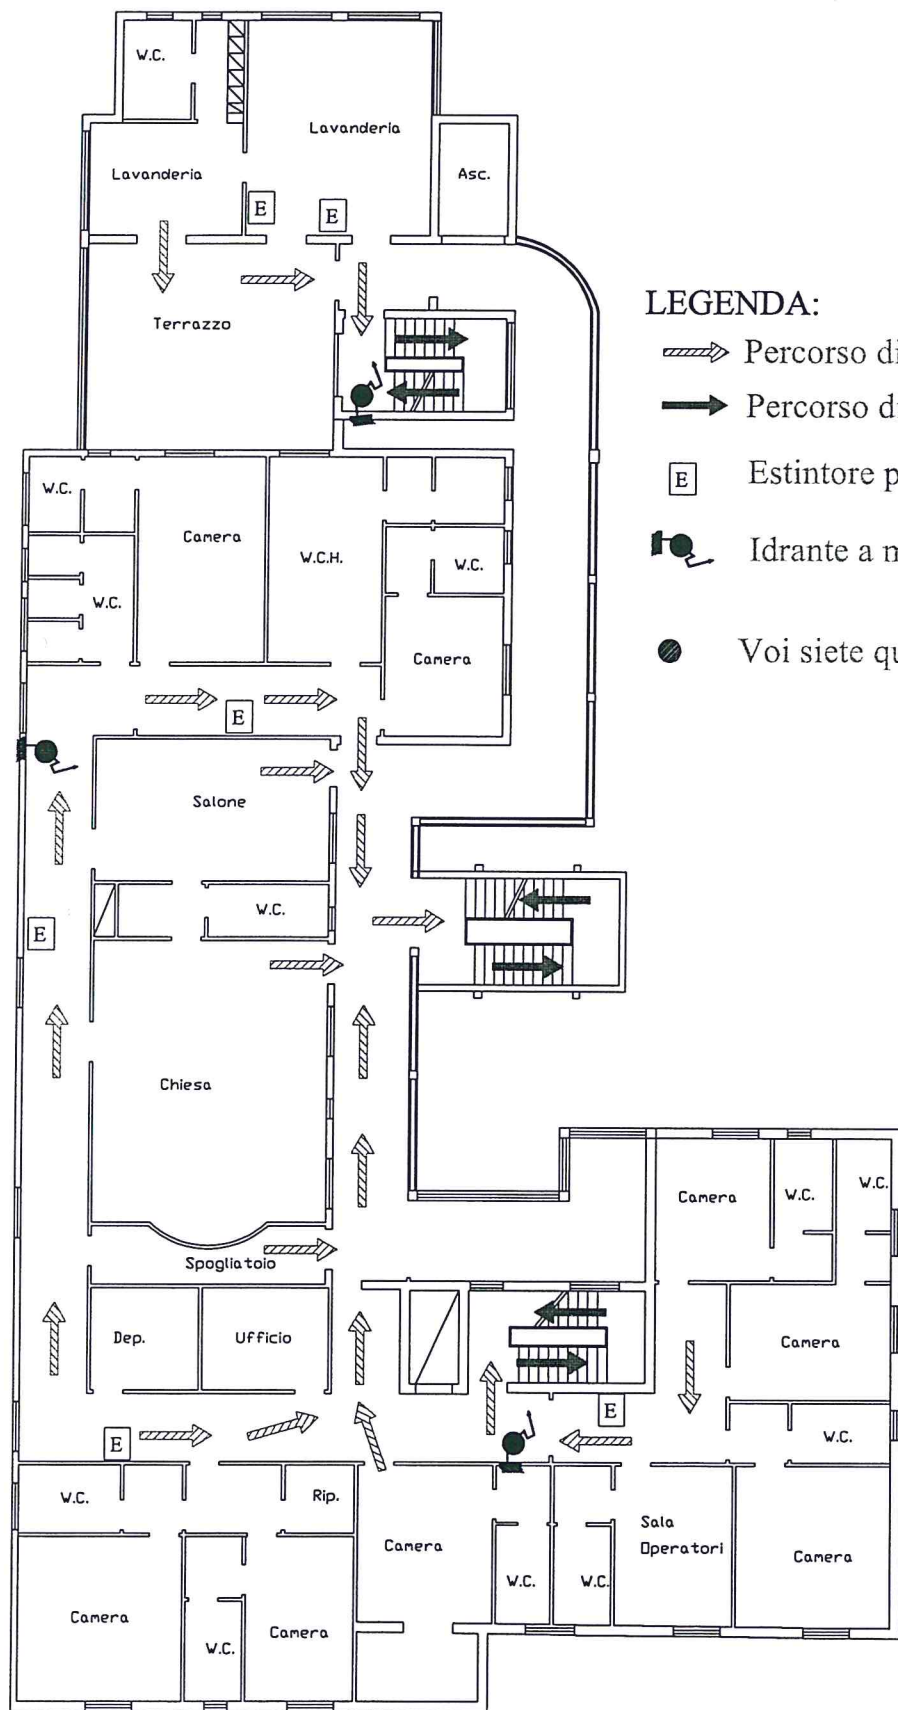 W.C.
Lavanderia
Lavanderia
Asc.
E
E
Terrazzo
LEGENDA:
Percorso di
Percorso d
E Estintore p
Idrante a m
Voi siete qu
W.C.
Camera
W.C.H.
W.C.
W.C.
Camera
E
Salone
W.C.
E
Chiesa
Camera
W.C.
W.C.
Spogliatoio
Dep.
Ufficio
Camera
E
E
W.C.
W.C.
Rip.
Camera
Sala
Operatori
Camera
W.C.
W.C.
Camera
W.C.
Camera